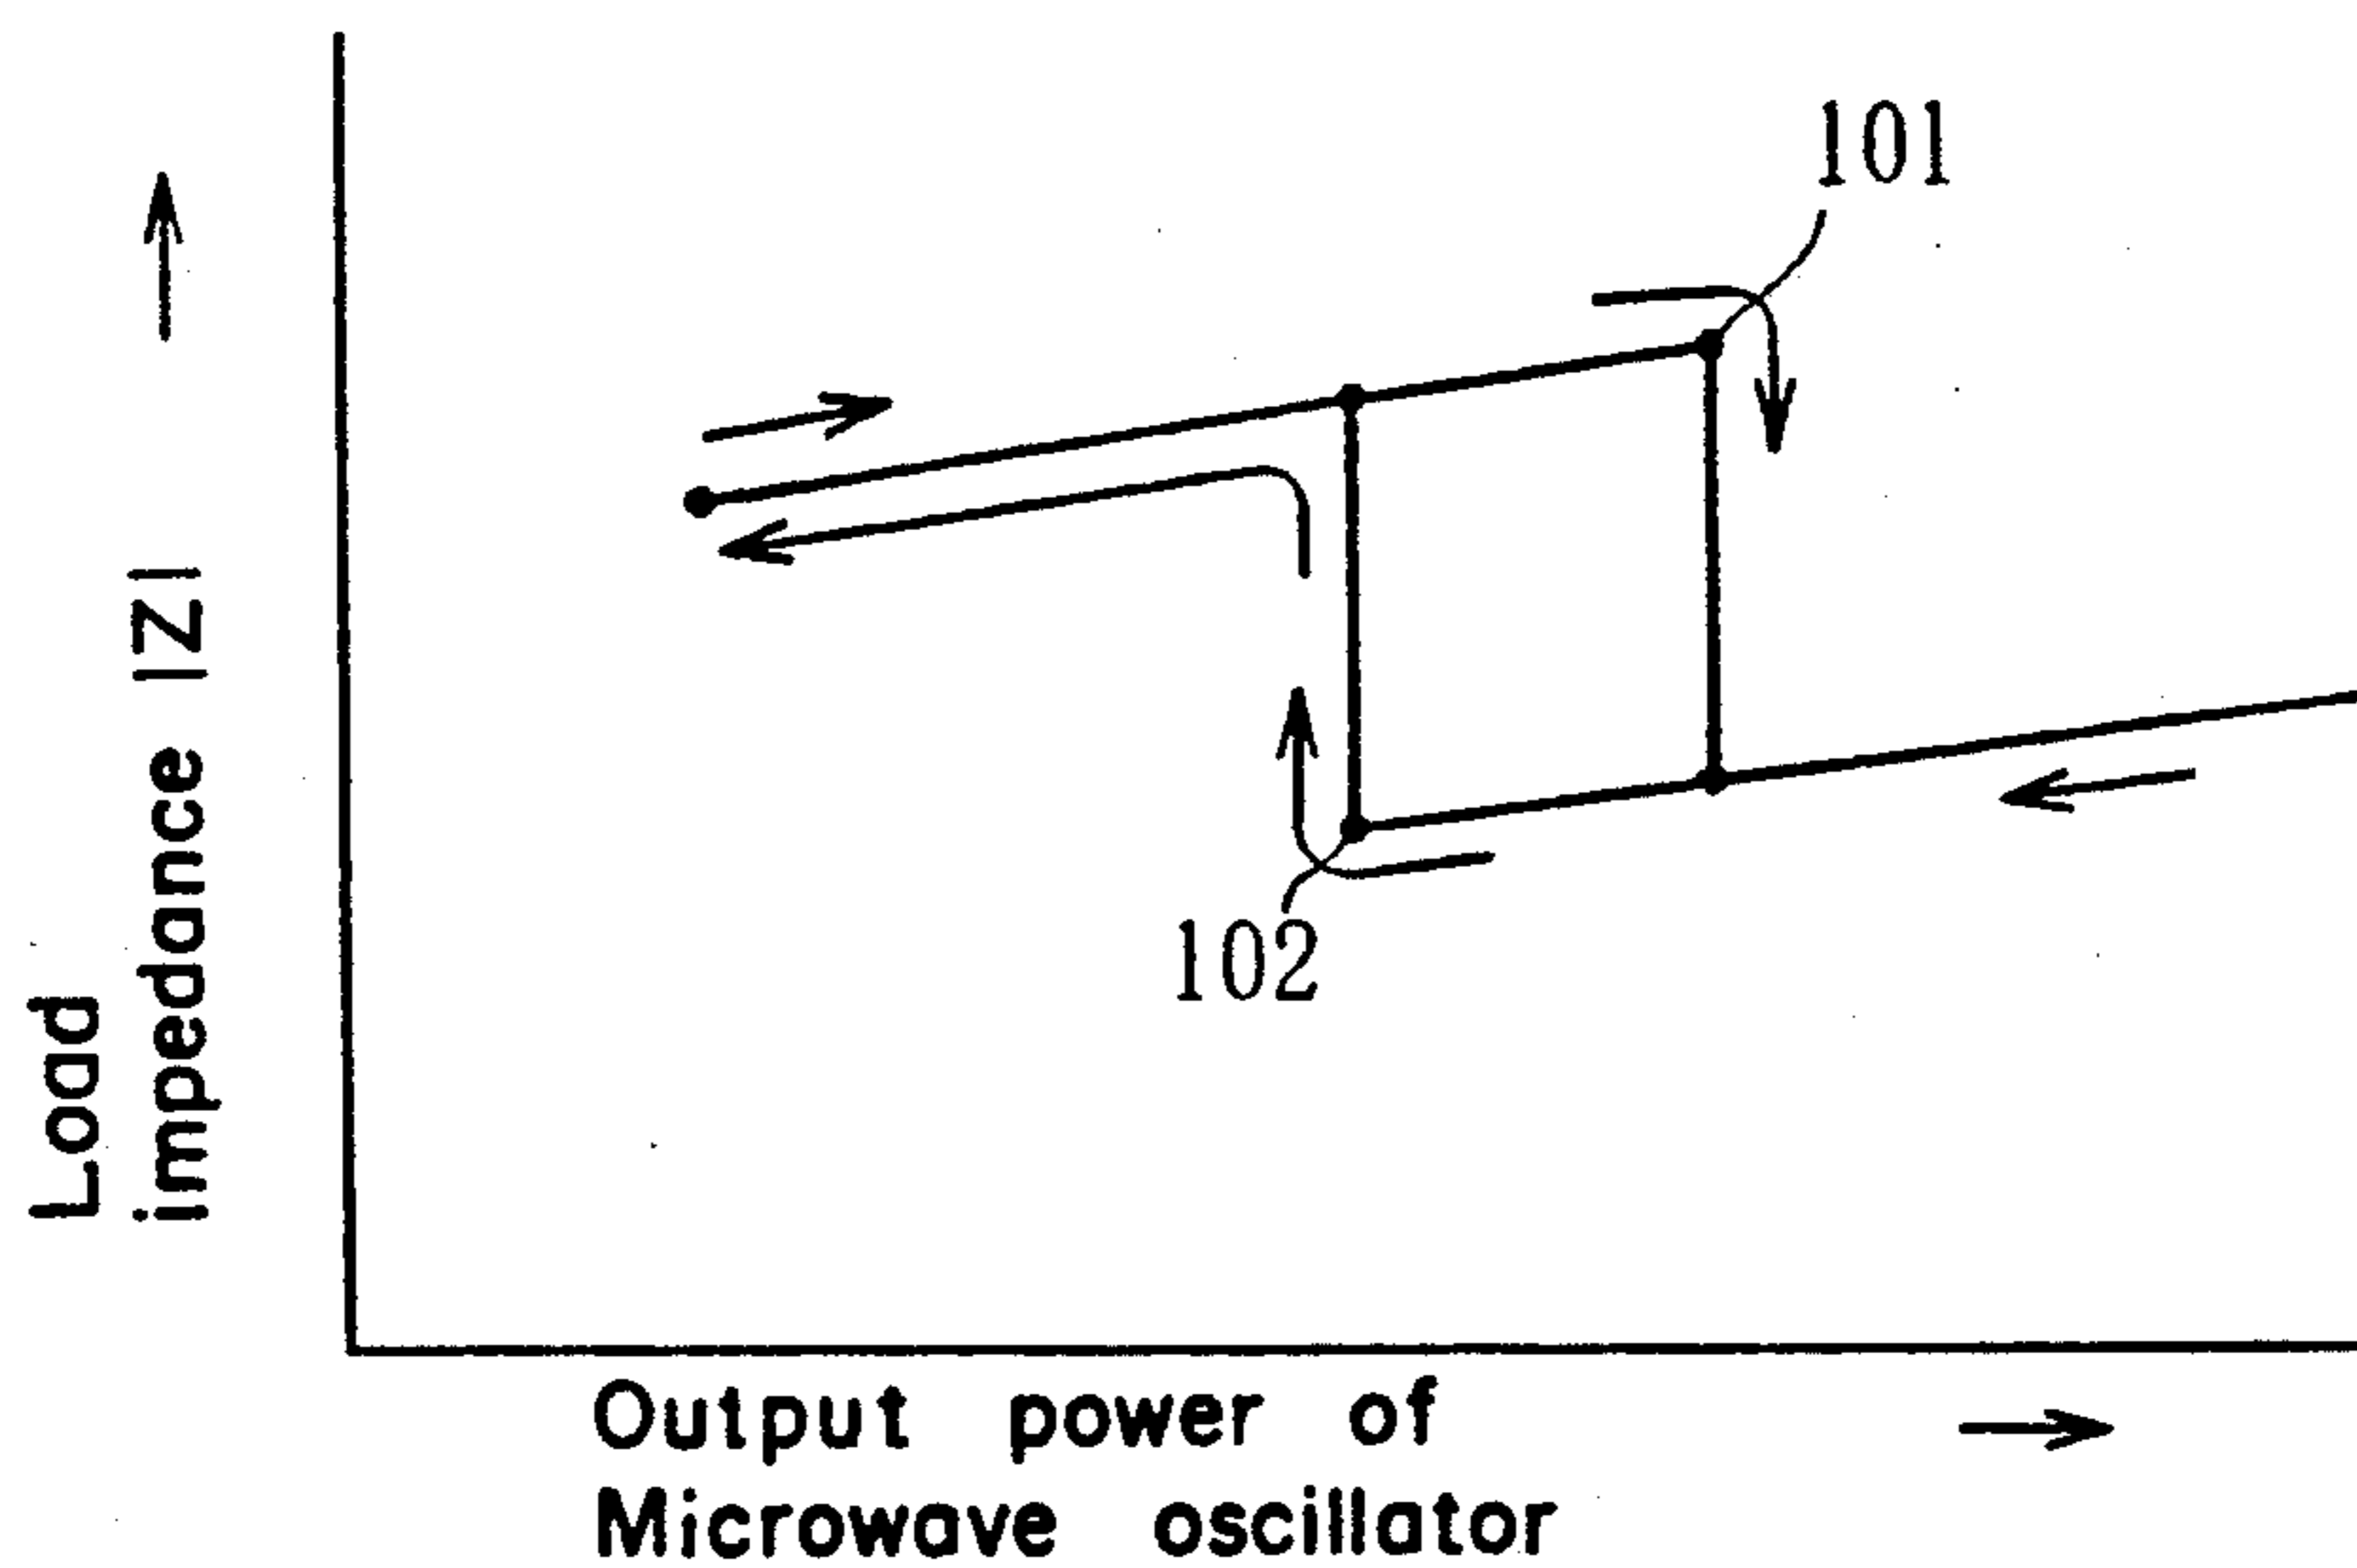 101
Load
impedance |Z|
102
Output power of
Microwave oscillator